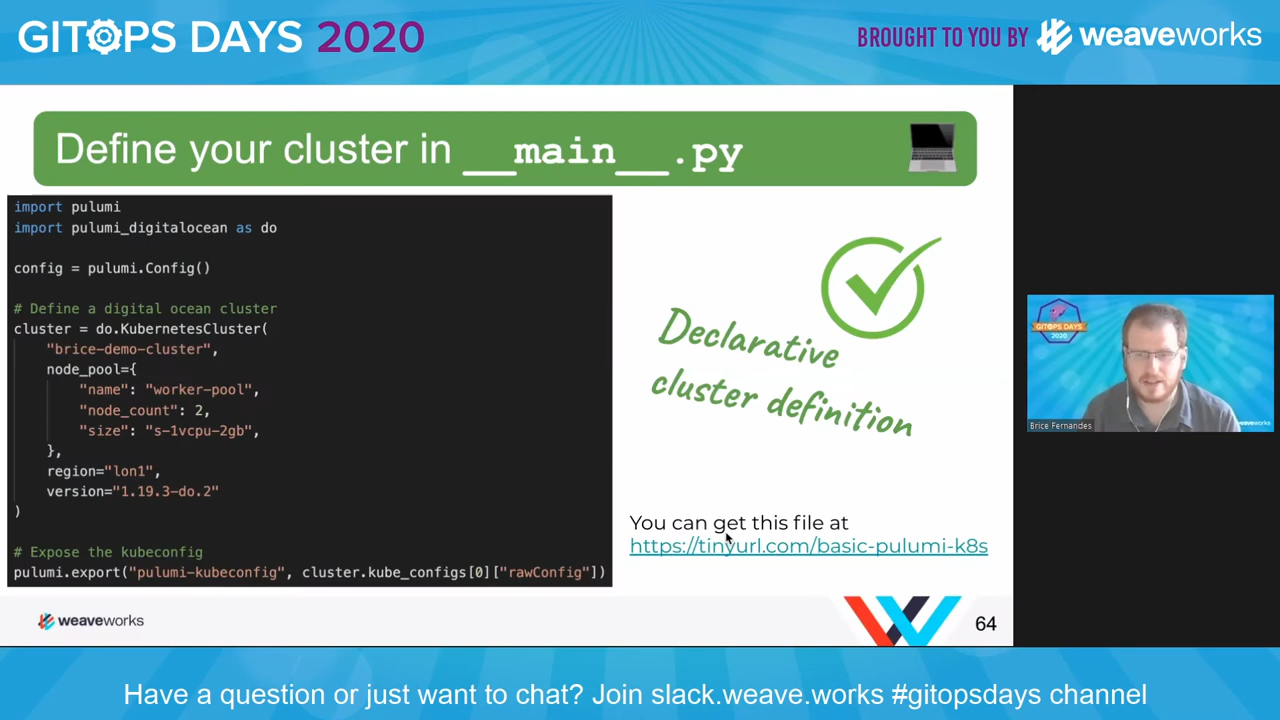 GITOPS DAYS 2020
BROUGHT TO YOU BY weaveworks
Define your cluster in __main__.py
import pulumi
import pulumi_digitalocean as do
config = pulumi.Config()
# Define a digital ocean cluster
cluster = do.KubernetesCluster(
"brice-demo-cluster",
node_pool={
"name": "worker-pool",
"node_count": 2,
"size": "s-1vcpu-2gb",
},
region="lon1",
version="1.19.3-do.2"
)
# Expose the kubeconfig
pulumi.export("pulumi-kubeconfig", cluster.kube_configs[0]["rawConfig"])
Declarative
cluster definition
You can get this file at
https://tinyurl.com/basic-pulumi-k8s
weaveworks
64
GITOPS DAYS
2020
Brice Fernandes
weaveworks
Have a question or just want to chat? Join slack.weave.works #gitopsdays channel